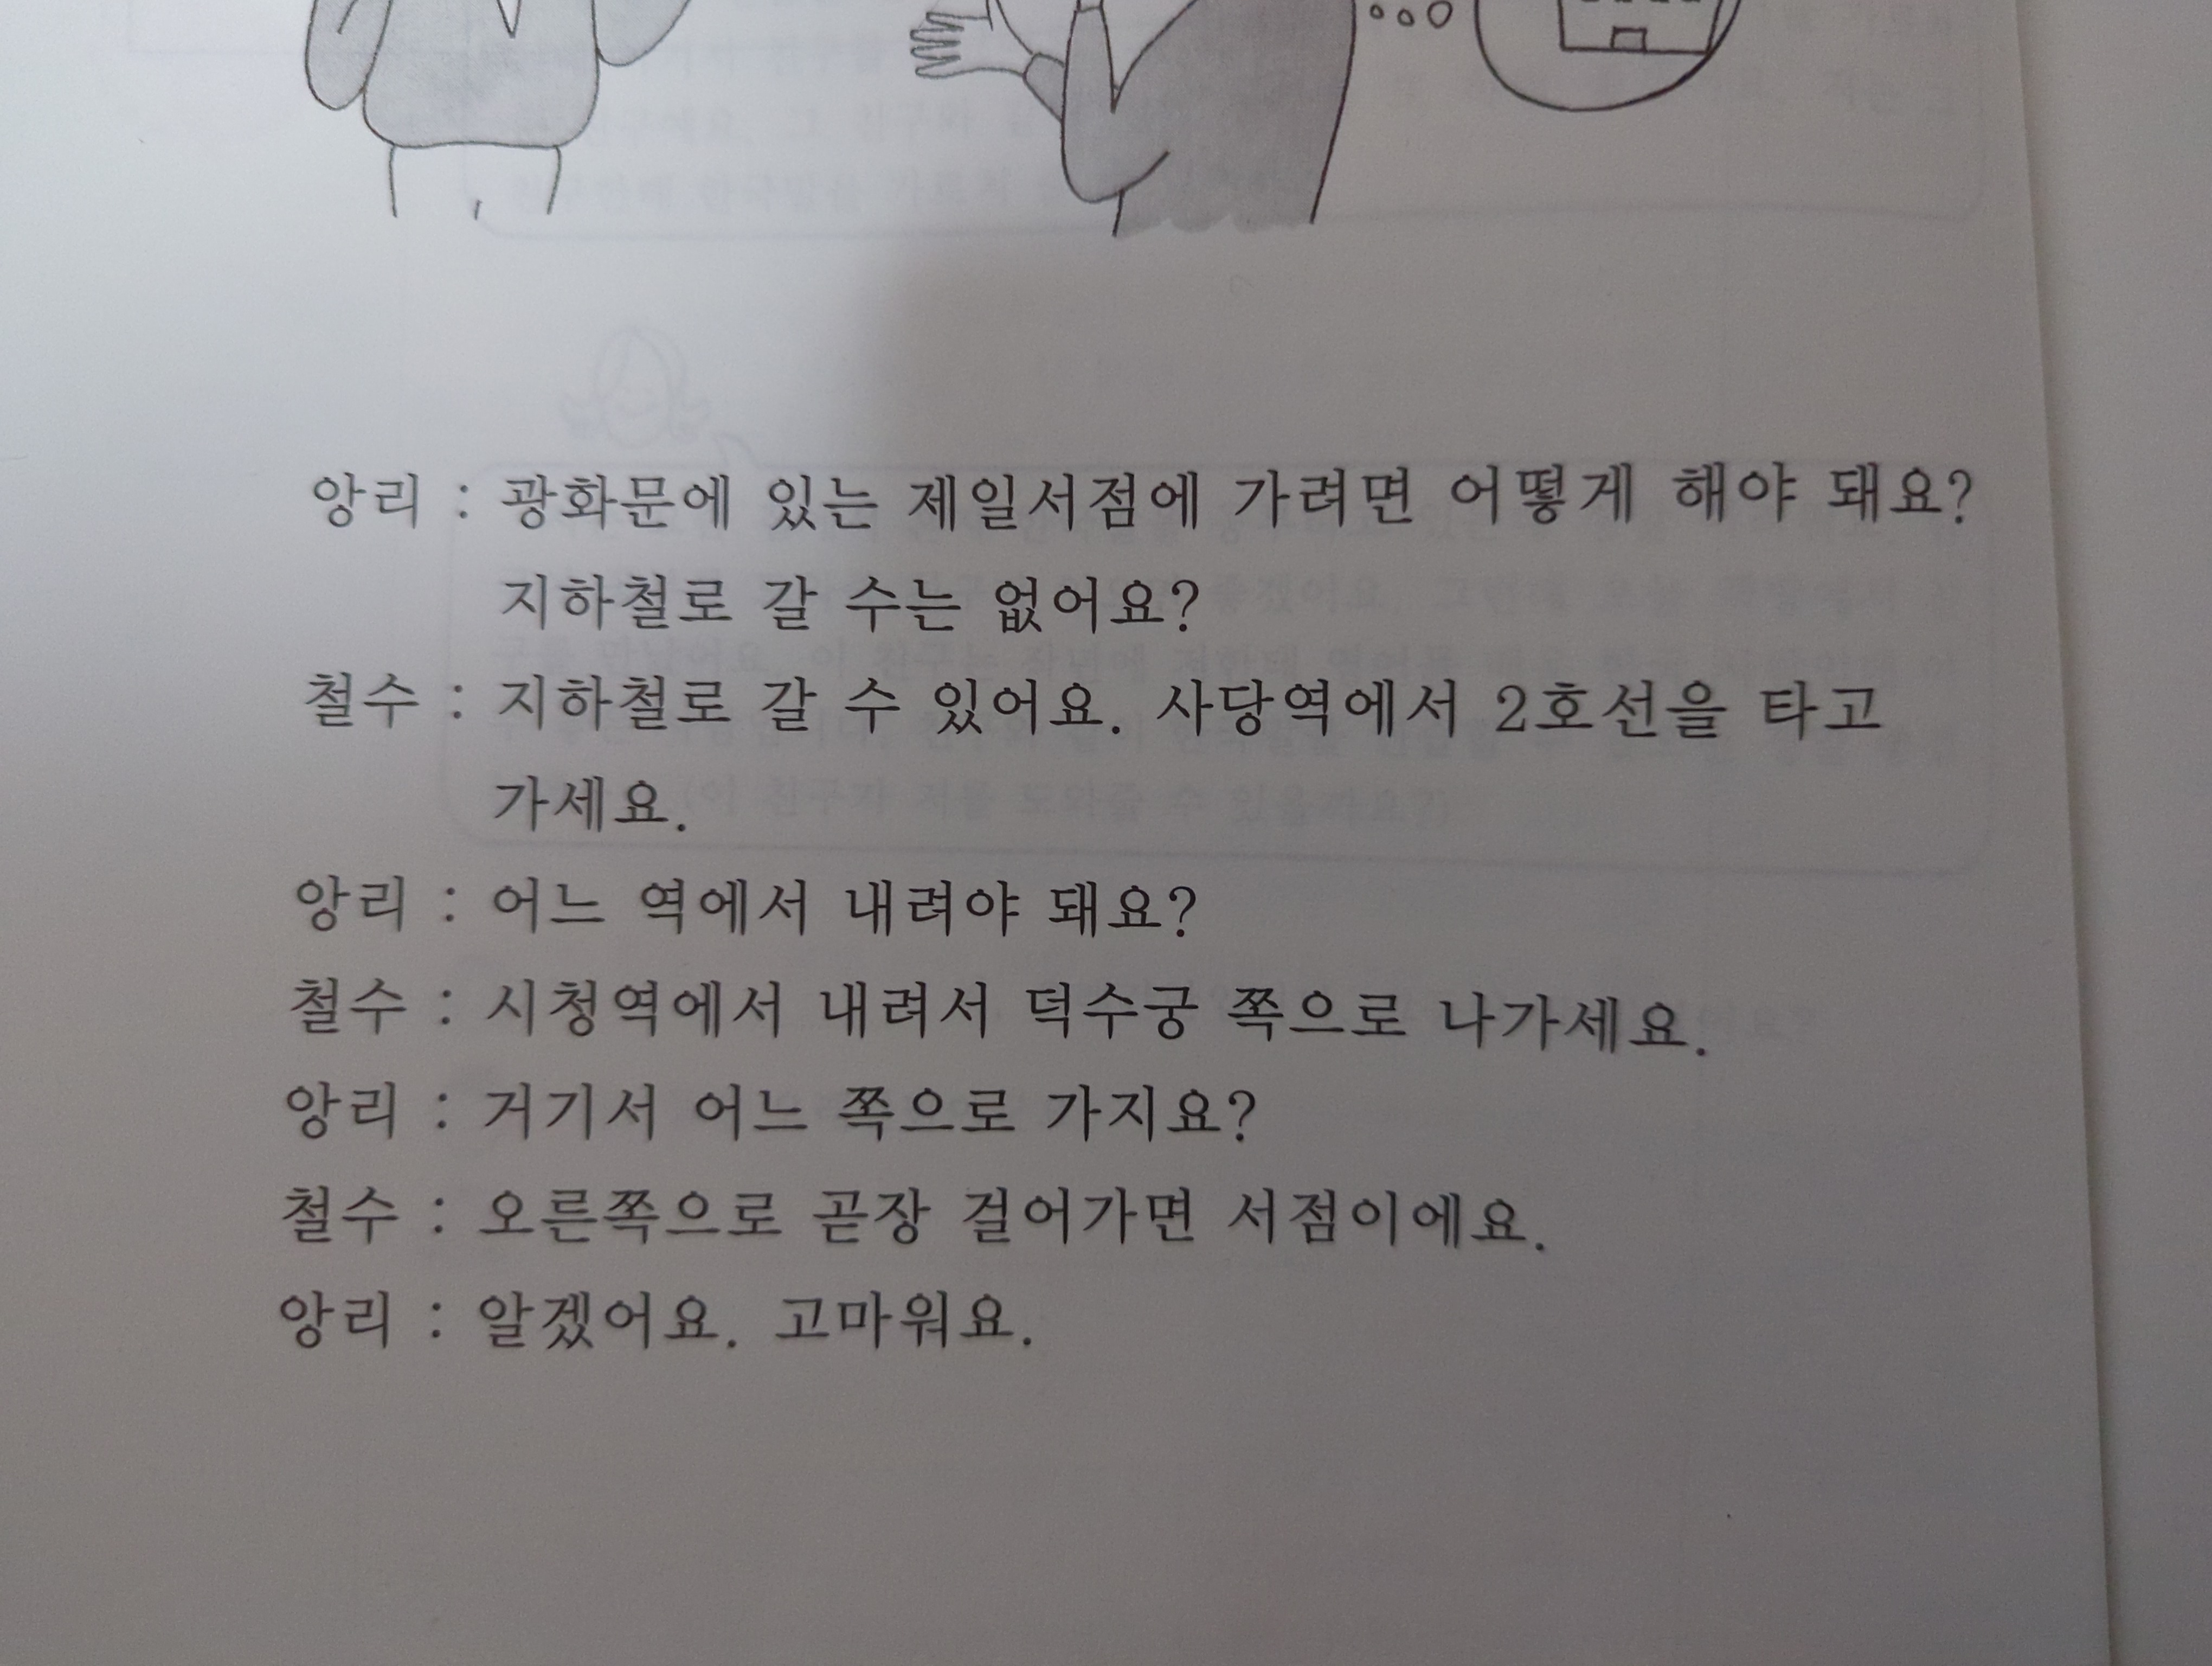 앙리 : 광화문에 있는 제일서점에 가려면 어떻게 해야 돼요?
지하철로 갈 수는 없어요?
철수 : 지하철로 갈 수 있어요. 사당역에서 2호선을 타고
가세요.
앙리 : 어느 역에서 내려야 돼요?
철수 : 시청역에서 내려서 덕수궁 쪽으로 나가세요.
앙리 : 거기서 어느 쪽으로 가지요?
철수 : 오른쪽으로 곧장 걸어가면 서점이에요.
앙리 : 알겠어요. 고마워요.